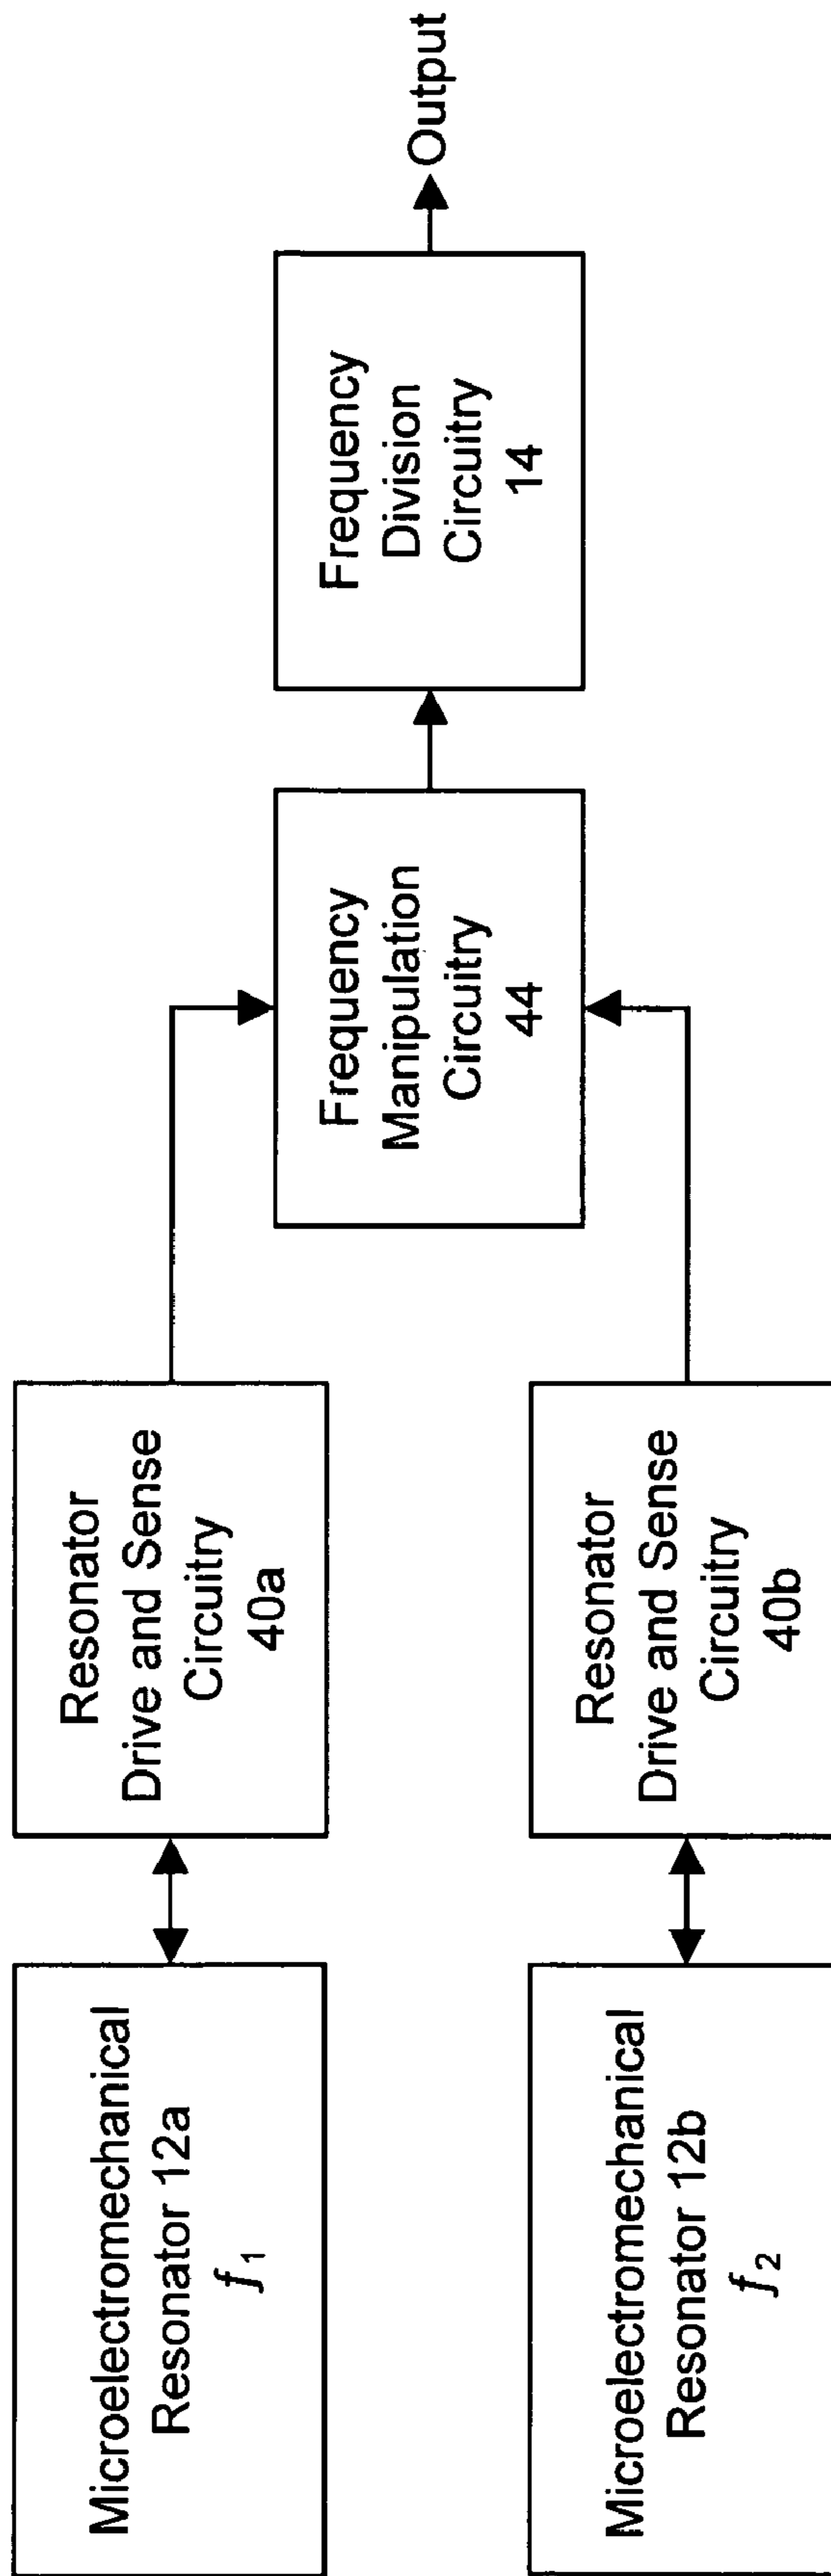 Microelectromechanical
Resonator 12a
f1
Resonator
Drive and Sense
Circuitry
40a
Microelectromechanical
Resonator 12b
f2
Resonator
Drive and Sense
Circuitry
40b
Frequency
Manipulation
Circuitry
44
Frequency
Division
Circuitry
14
Output